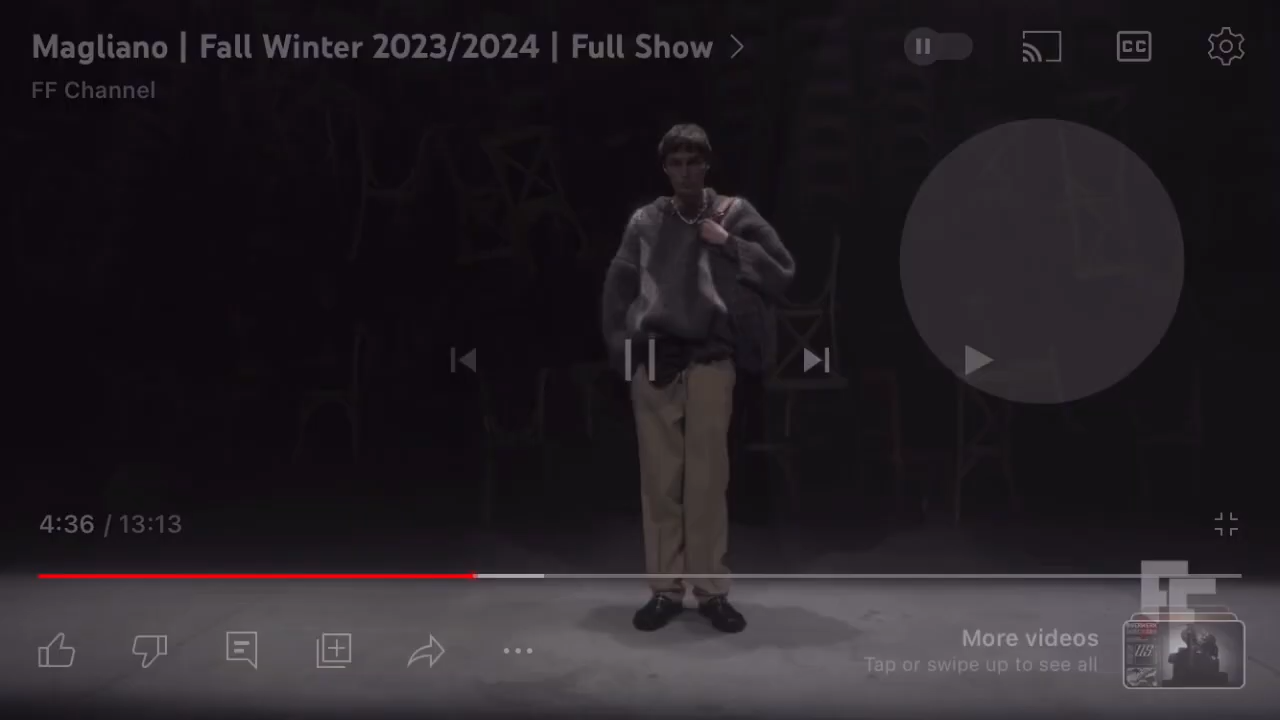 Magliano | Fall Winter 2023/2024 | Full Show
FF Channel
CC
4:36 / 13:13
More videos
Tap or swipe up to see all